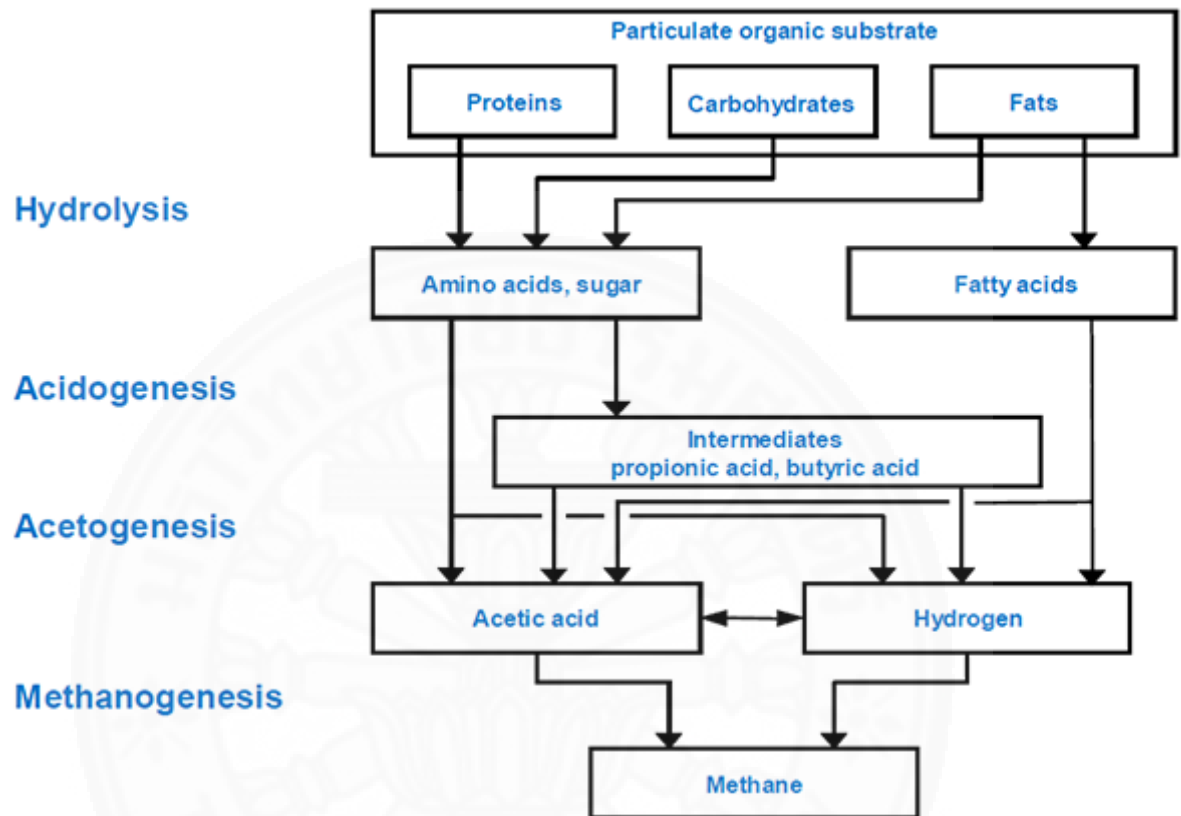 Particulate organic substrate
Proteins
Carbohydrates
Fats
Hydrolysis
Amino acids, sugar
Fatty acids
Acidogenesis
Intermediates
propionic acid, butyric acid
Acetogenesis
Acetic acid
Hydrogen
Methanogenesis
Methane